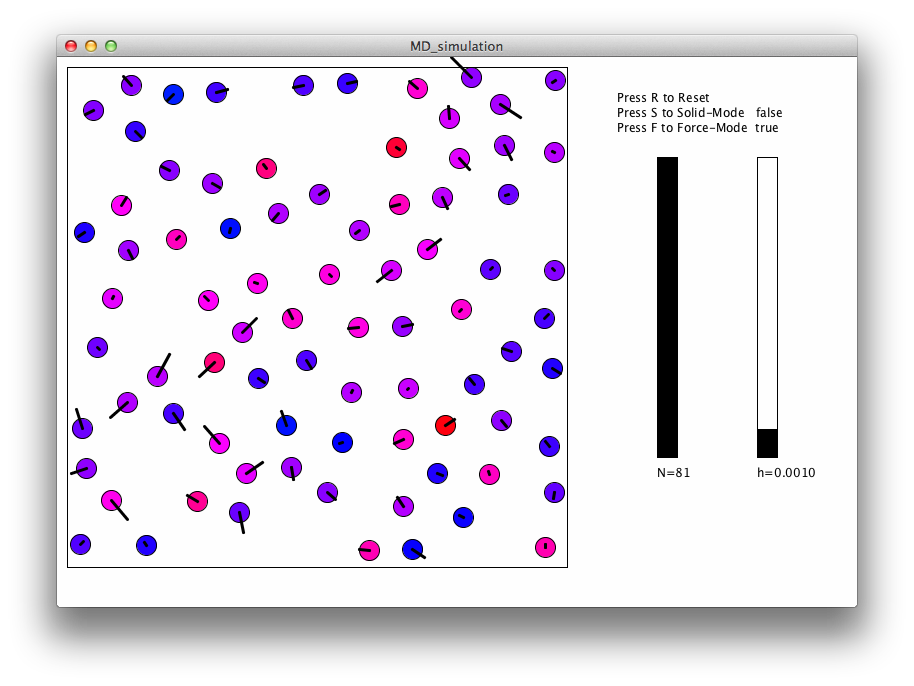 MD_simulation
Press R to Reset
Press S to Solid-Mode false
Press F to Force-Mode true
N=81
h=0.0010